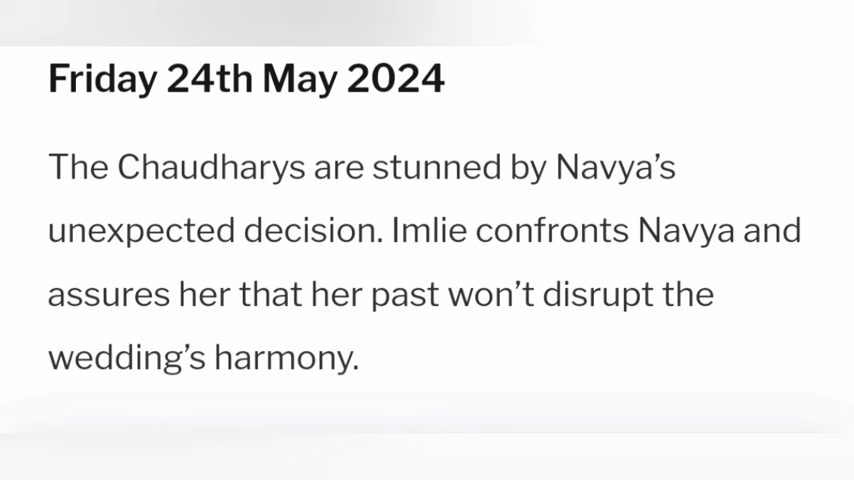 Friday 24th May 2024
The Chaudharys are stunned by Navya’s
unexpected decision. Imlie confronts Navya and
assures her that her past won’t disrupt the
wedding’s harmony.